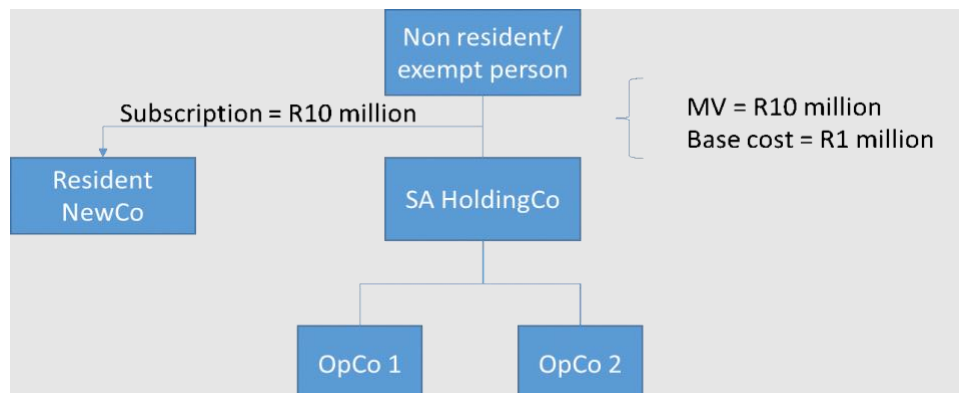 Non resident/
exempt person
Subscription = R10 million
MV = R10 million
Base cost = R1 million
Resident
NewCo
SA HoldingCo
OpCo 1
OpCo 2